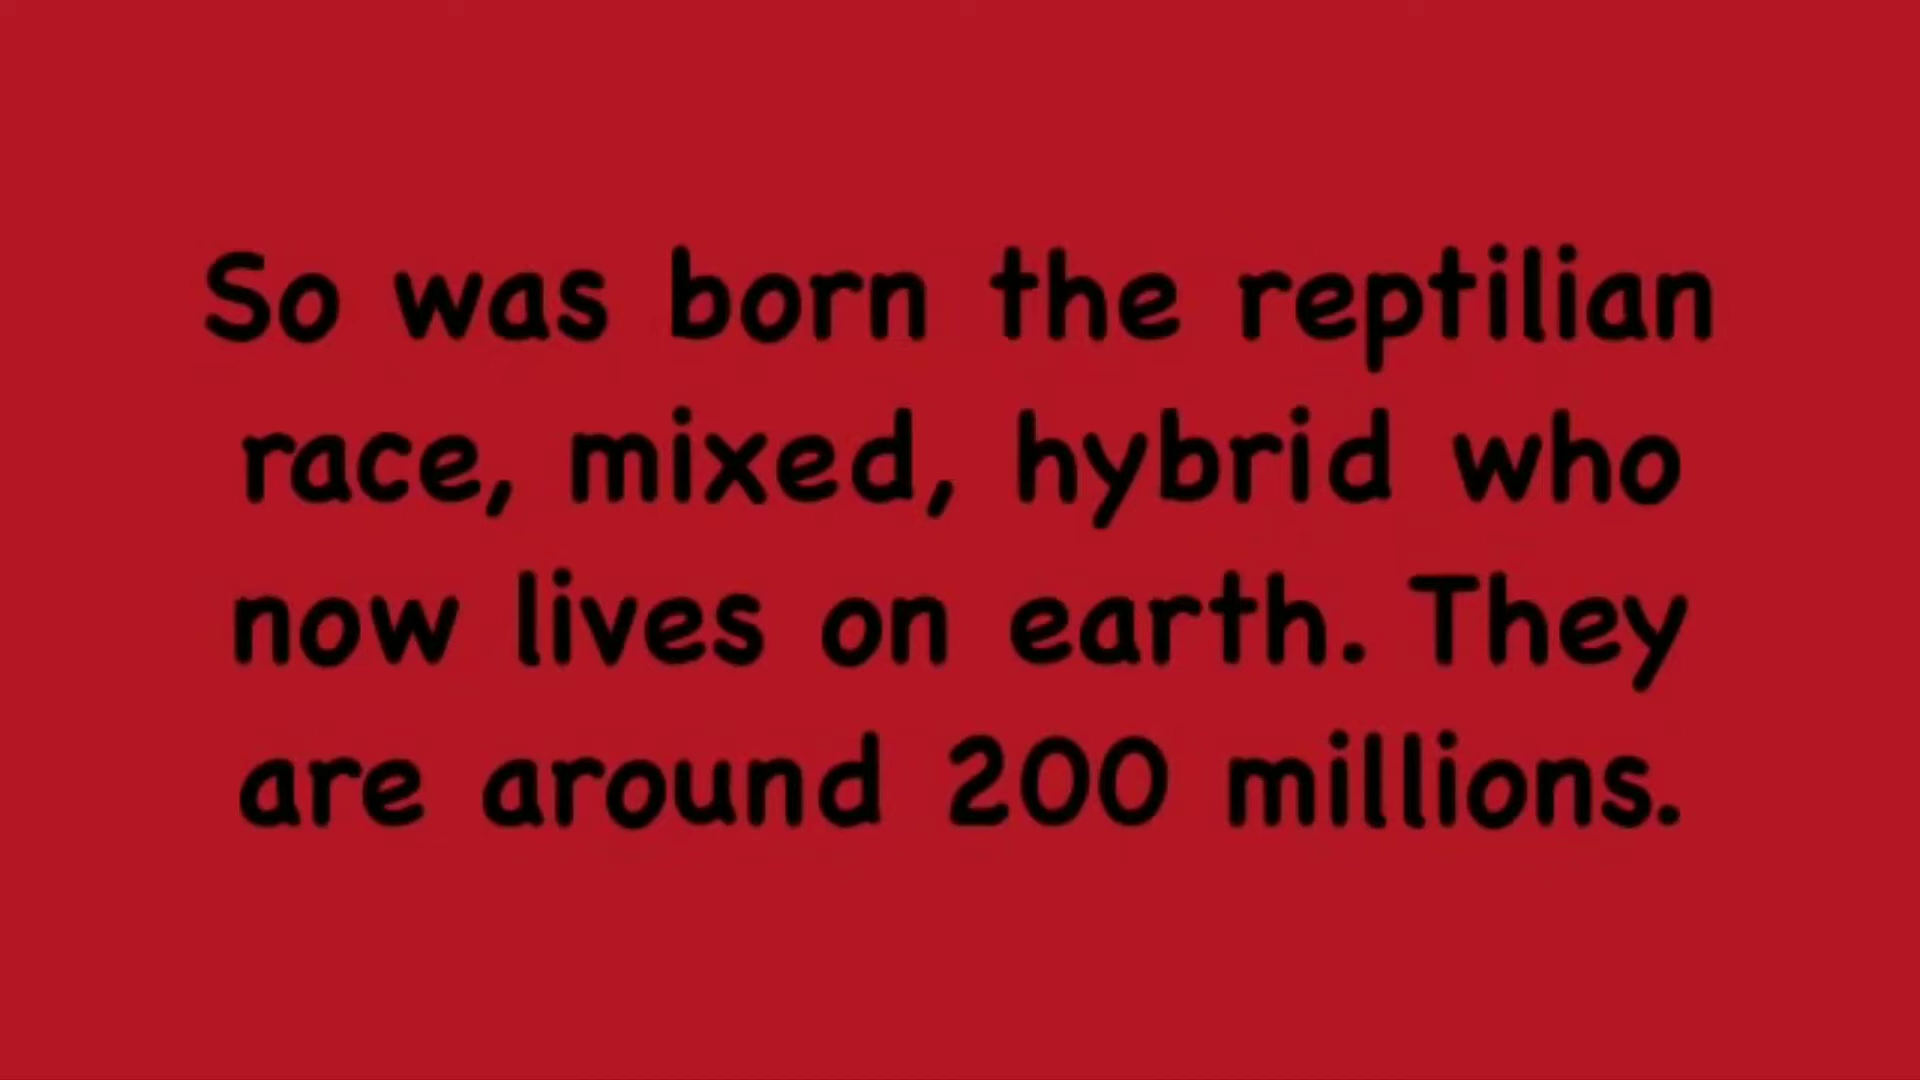 So was born the reptilian
race, mixed, hybrid who
now lives on earth. They
are around 200 millions.